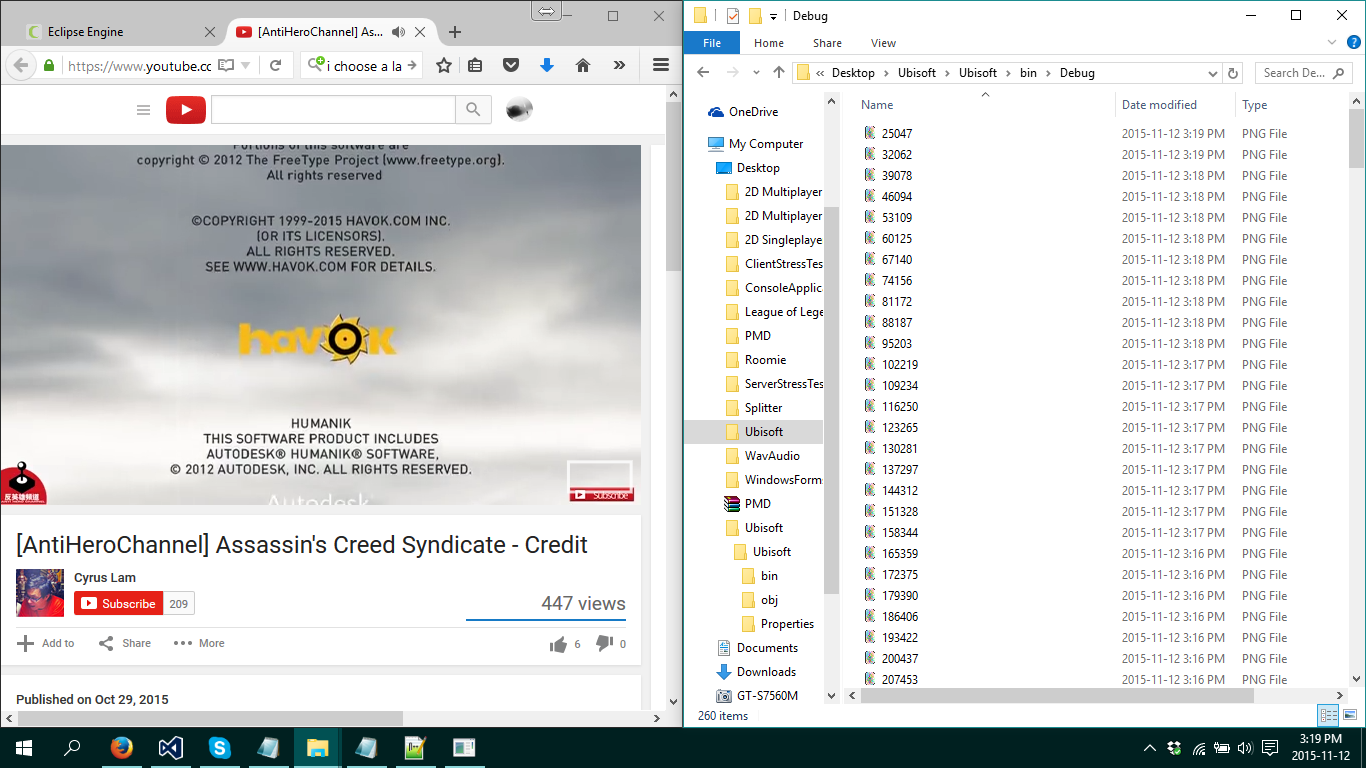 Eclipse Engine
[AntiHeroChannel] As...
https://www.youtube.cc
i choose a la
Portions of this software are
copyright © 2012 The FreeType Project (www.freetype.org).
All rights reserved
©COPYRIGHT 1999-2015 HAVOK.COM INC.
(OR ITS LICENSORS).
ALL RIGHTS RESERVED.
SEE WWW.HAVOK.COM FOR DETAILS.
havok
HUMANIK
THIS SOFTWARE PRODUCT INCLUDES
AUTODESK® HUMANIK® SOFTWARE,
© 2012 AUTODESK, INC. ALL RIGHTS RESERVED.
Autodesk
反英雄頻道
Subscribe
[AntiHeroChannel] Assassin's Creed Syndicate - Credit
Cyrus Lam
Subscribe 209
447 views
Add to Share More
6 0
Published on Oct 29, 2015
Debug
File Home Share View
« Desktop Ubisoft Ubisoft bin Debug
Search De...
OneDrive
My Computer
Desktop
2D Multiplayer
2D Multiplayer
2D Singleplaye
ClientStressTes
ConsoleApplic
League of Lege
PMD
Roomie
ServerStressTes
Splitter
Ubisoft
WavAudio
WindowsForm
PMD
Ubisoft
Ubisoft
bin
obj
Properties
Documents
Downloads
GT-S7560M
Name Date modified Type
25047 2015-11-12 3:19 PM PNG File
32062 2015-11-12 3:19 PM PNG File
39078 2015-11-12 3:18 PM PNG File
46094 2015-11-12 3:18 PM PNG File
53109 2015-11-12 3:18 PM PNG File
60125 2015-11-12 3:18 PM PNG File
67140 2015-11-12 3:18 PM PNG File
74156 2015-11-12 3:18 PM PNG File
81172 2015-11-12 3:18 PM PNG File
88187 2015-11-12 3:18 PM PNG File
95203 2015-11-12 3:18 PM PNG File
102219 2015-11-12 3:17 PM PNG File
109234 2015-11-12 3:17 PM PNG File
116250 2015-11-12 3:17 PM PNG File
123265 2015-11-12 3:17 PM PNG File
130281 2015-11-12 3:17 PM PNG File
137297 2015-11-12 3:17 PM PNG File
144312 2015-11-12 3:17 PM PNG File
151328 2015-11-12 3:17 PM PNG File
158344 2015-11-12 3:17 PM PNG File
165359 2015-11-12 3:16 PM PNG File
172375 2015-11-12 3:16 PM PNG File
179390 2015-11-12 3:16 PM PNG File
186406 2015-11-12 3:16 PM PNG File
193422 2015-11-12 3:16 PM PNG File
200437 2015-11-12 3:16 PM PNG File
207453 2015-11-12 3:16 PM PNG File
260 items
3:19 PM
2015-11-12